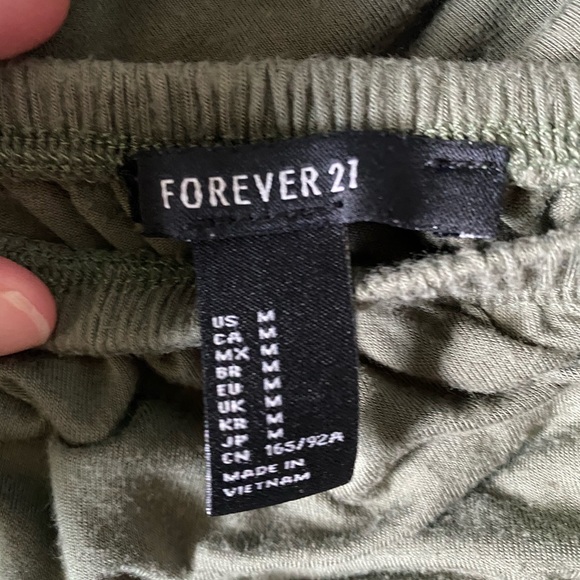 FOREVER 21
US M
CA M
MX M
BR M
EU M
UK M
KR M
JP M
CN 165/92A
MADE IN
VIETNAM